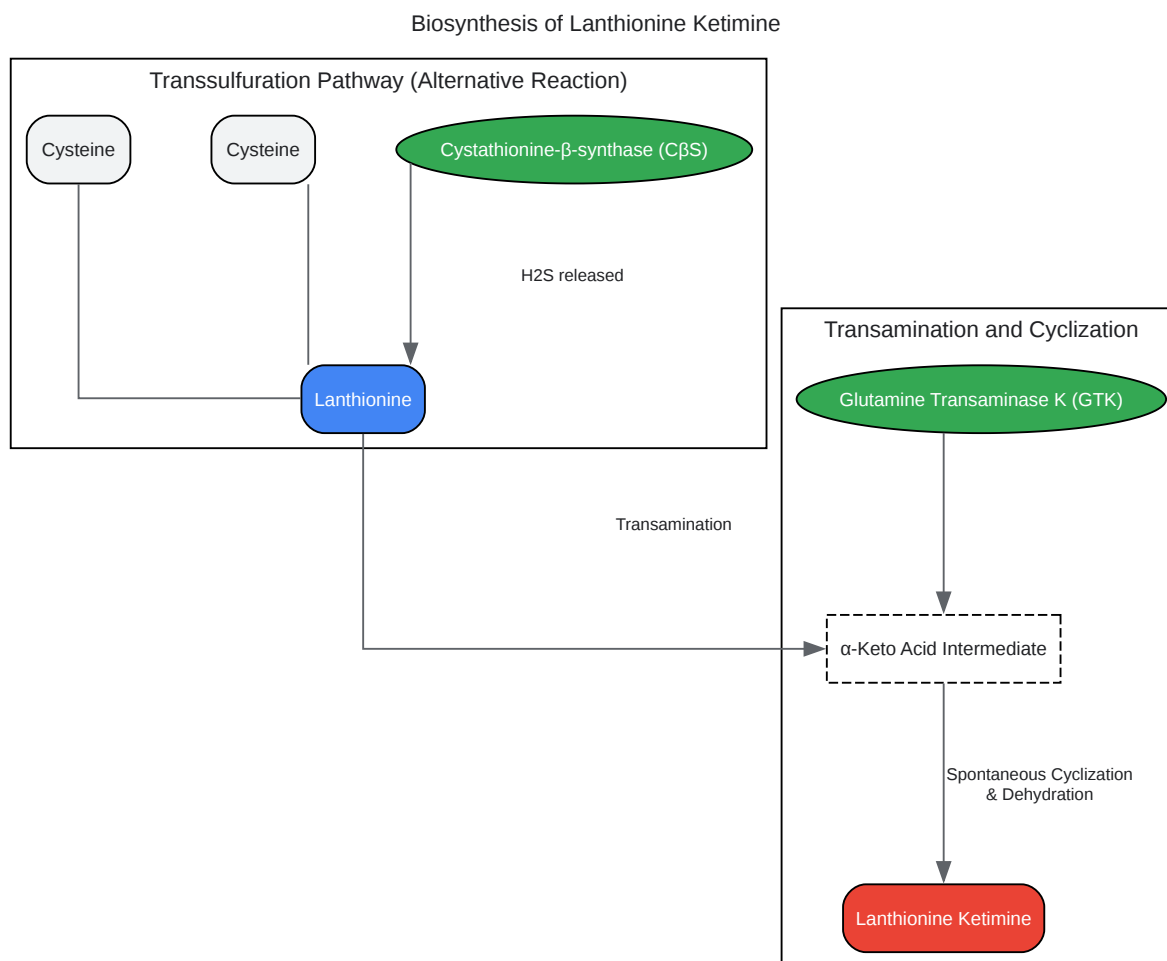 Biosynthesis of Lanthionine Ketimine
Transsulfuration Pathway (Alternative Reaction)
Cysteine
Cysteine
Cystathionine-β-synthase (CβS)
H2S released
Lanthionine
Transamination and Cyclization
Glutamine Transaminase K (GTK)
Transamination
α-Keto Acid Intermediate
Spontaneous Cyclization
& Dehydration
Lanthionine Ketimine